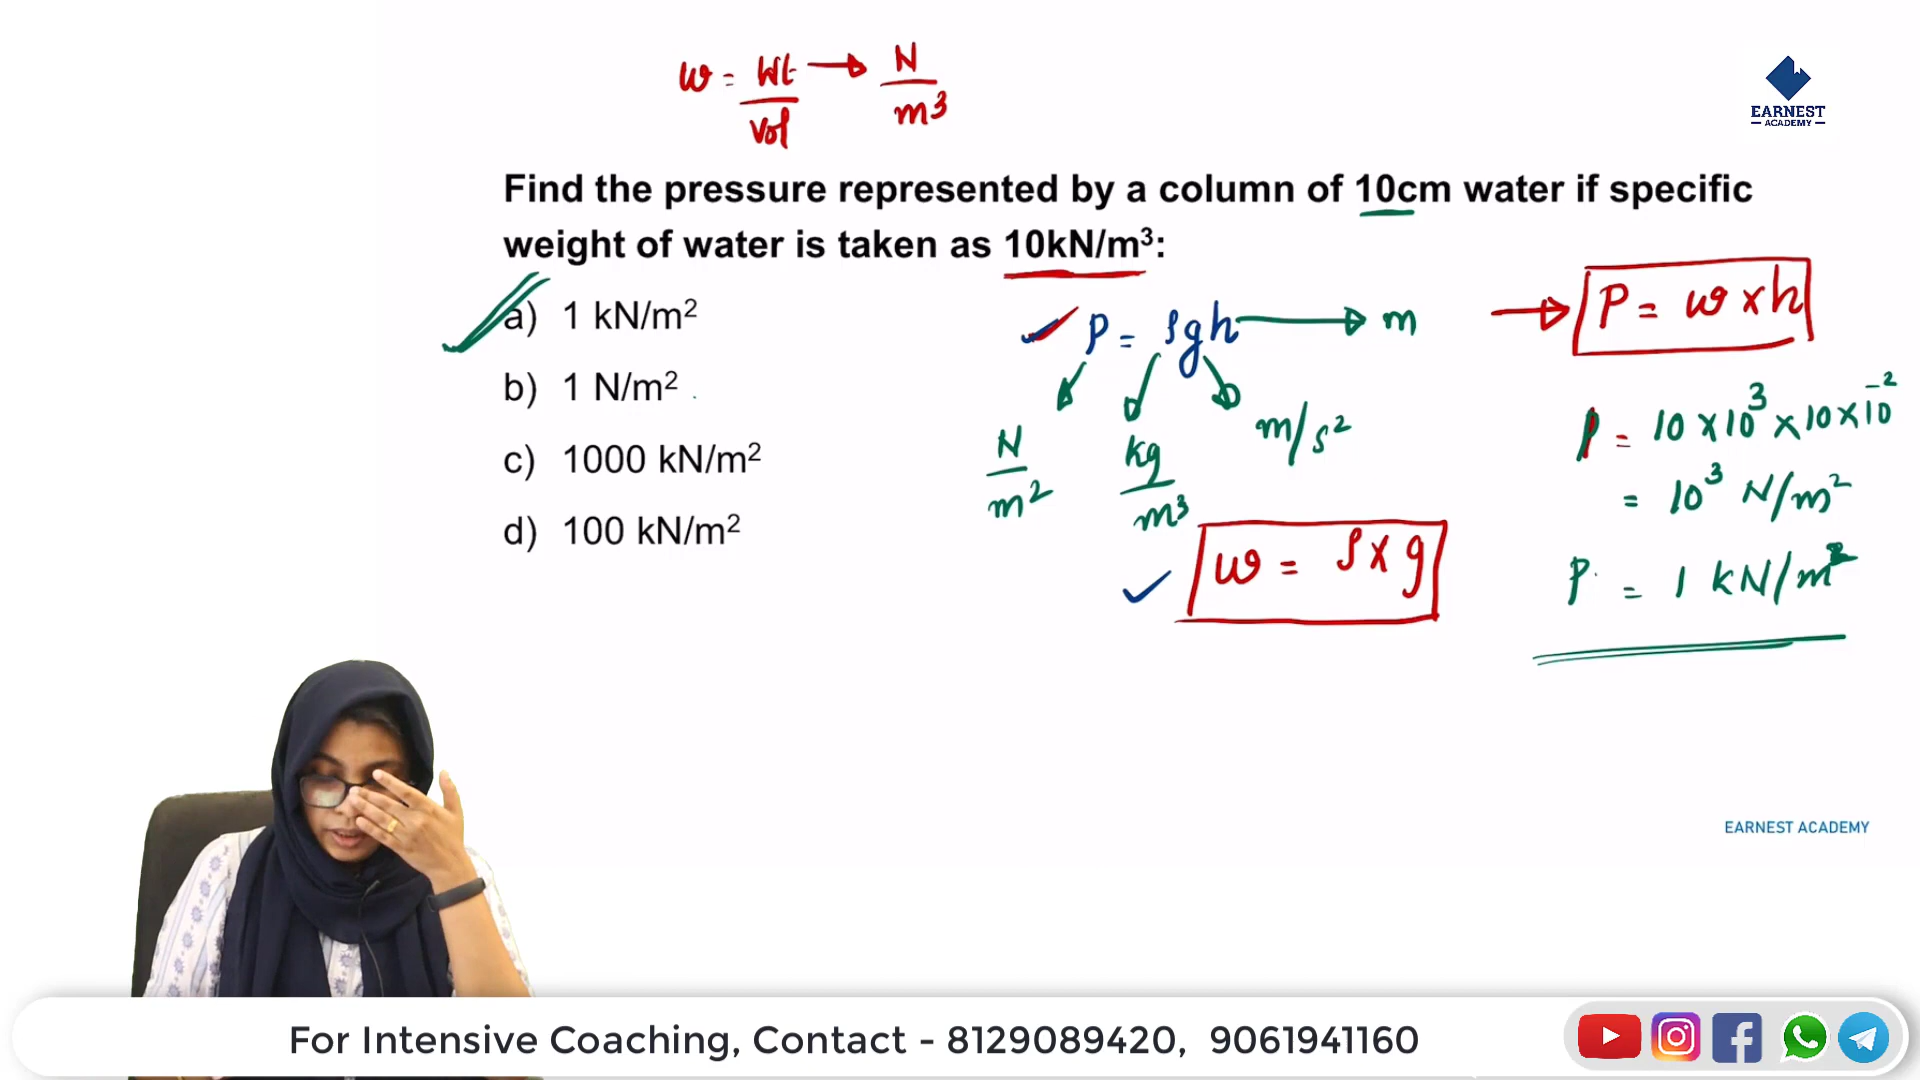 w = Wt/Vol → N/m³
EARNEST
ACADEMY
Find the pressure represented by a column of 10cm water if specific
weight of water is taken as 10kN/m³:
a) 1 kN/m²
b) 1 N/m²
c) 1000 kN/m²
d) 100 kN/m²
P = ρgh → m
N/m²
kg/m³
m/s²
w = ρ × g
→ P = w × h
P = 10 × 10³ × 10 × 10⁻²
= 10³ N/m²
P = 1 kN/m²
EARNEST ACADEMY
For Intensive Coaching, Contact - 8129089420, 9061941160